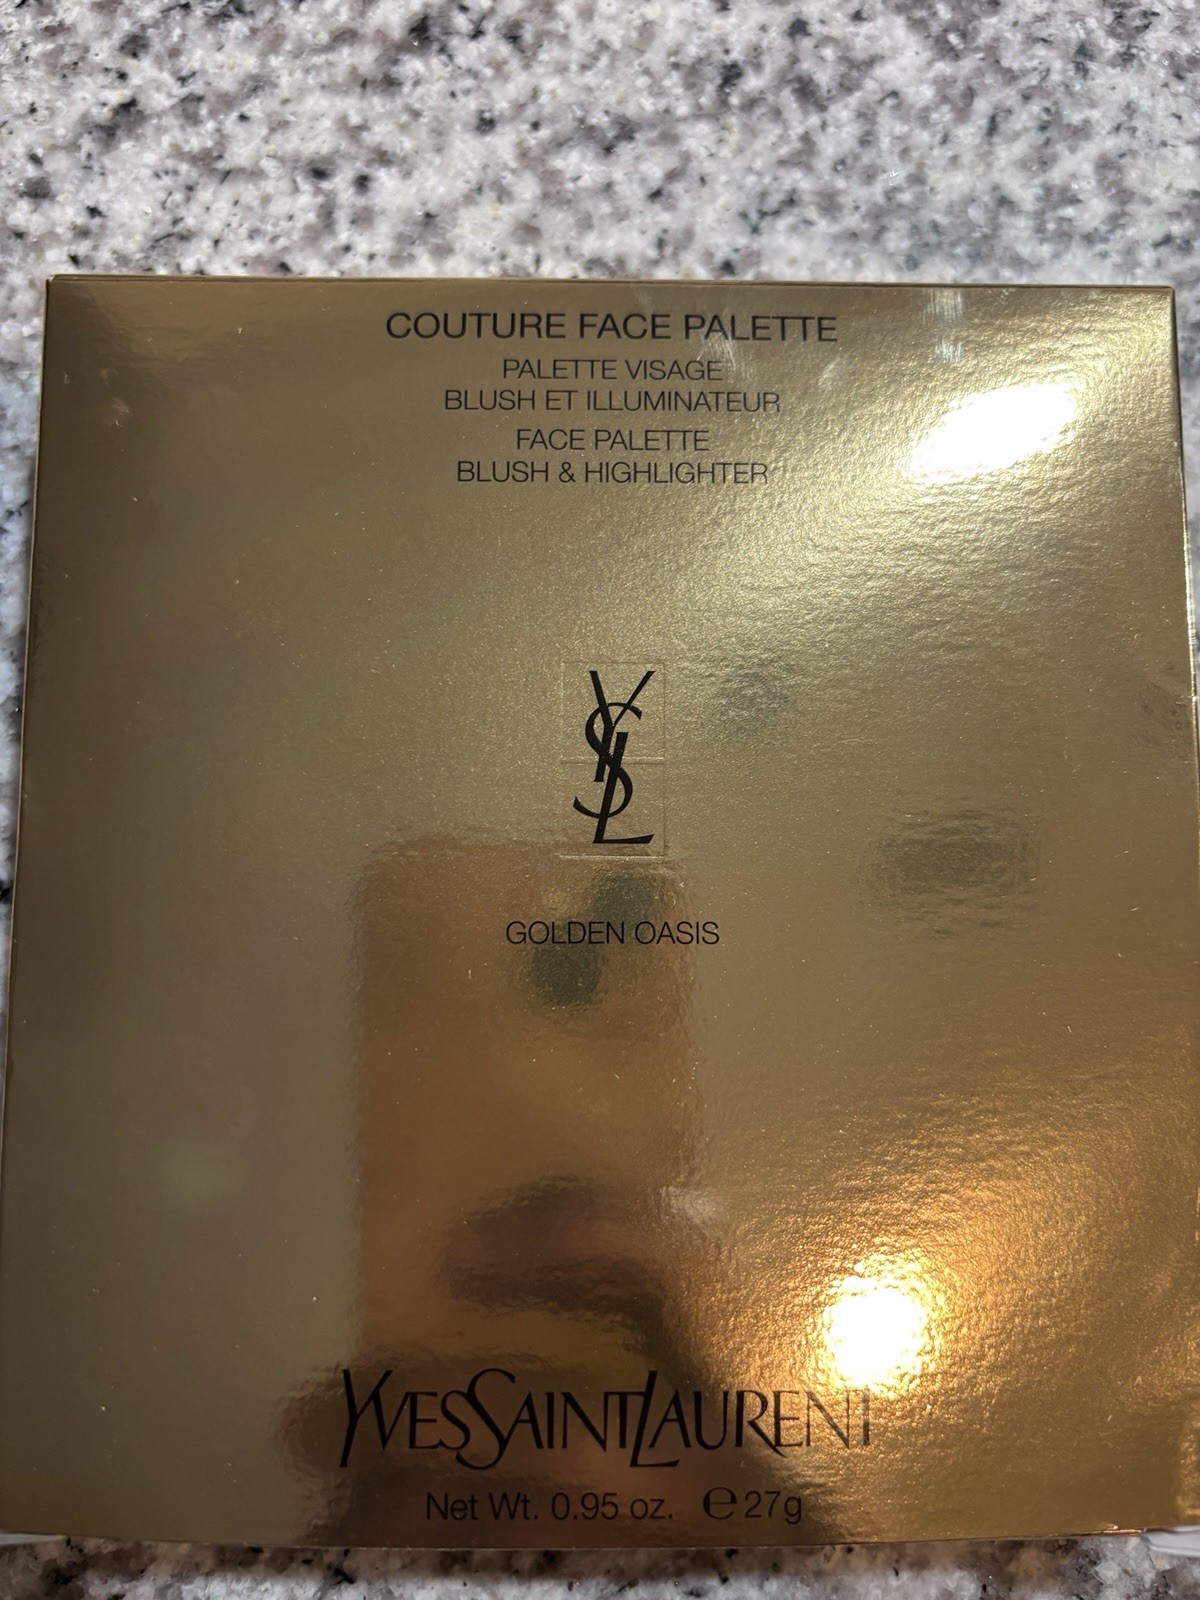 COUTURE FACE PALETTE
PALETTE VISAGE
BLUSH ET ILLUMINATEUR
FACE PALETTE
BLUSH & HIGHLIGHTER
YSL
GOLDEN OASIS
YVESSAINTLAURENT
Net Wt. 0.95 oz. ℮ 27g